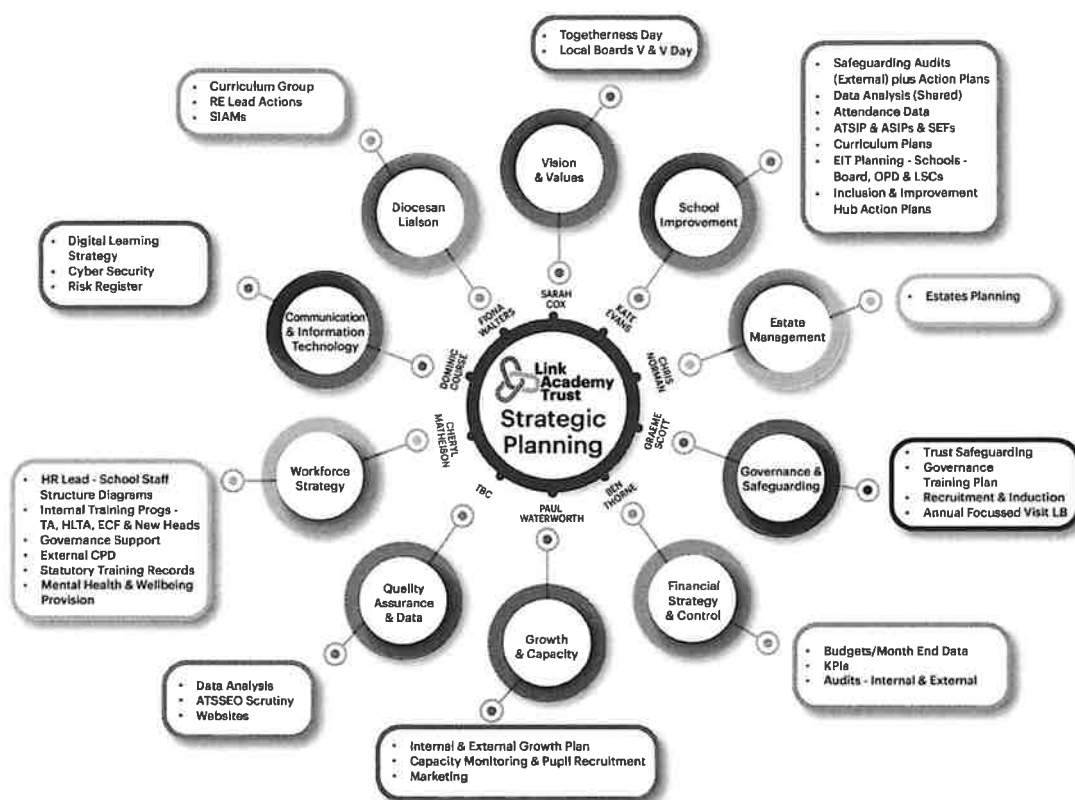 Togetherness Day
Local Boards V & V Day
Vision
& Values
SARAH
COX
Safeguarding Audits
(External) plus Action Plans
Data Analysis (Shared)
Attendance Data
ATSIP & ASIPs & SEFs
Curriculum Plans
EIT Planning - Schools -
Board, OPD & LSCs
Inclusion & Improvement
Hub Action Plans
School
Improvement
KATE
EVANS
Estates Planning
Estate
Management
CHRIS
NORMAN
Trust Safeguarding
Governance
Training Plan
Recruitment & Induction
Annual Focussed Visit LB
Governance &
Safeguarding
GRAEME
SCOTT
Budgets/Month End Data
KPIs
Audits - Internal & External
Financial
Strategy
& Control
BEN
THORNE
Internal & External Growth Plan
Capacity Monitoring & Pupil Recruitment
Marketing
Growth
& Capacity
PAUL
WATERWORTH
Data Analysis
ATSSEO Scrutiny
Websites
Quality
Assurance
& Data
TBC
HR Lead - School Staff
Structure Diagrams
Internal Training Progs -
TA, HLTA, ECF & New Heads
Governance Support
External CPD
Statutory Training Records
Mental Health & Wellbeing
Provision
Workforce
Strategy
CHERYL
MATHEISON
Digital Learning
Strategy
Cyber Security
Risk Register
Communication
& Information
Technology
DOMINIC
COURSE
Curriculum Group
RE Lead Actions
SIAMs
Diocesan
Liaison
FIONA
WALTERS
Link
Academy
Trust
Strategic
Planning